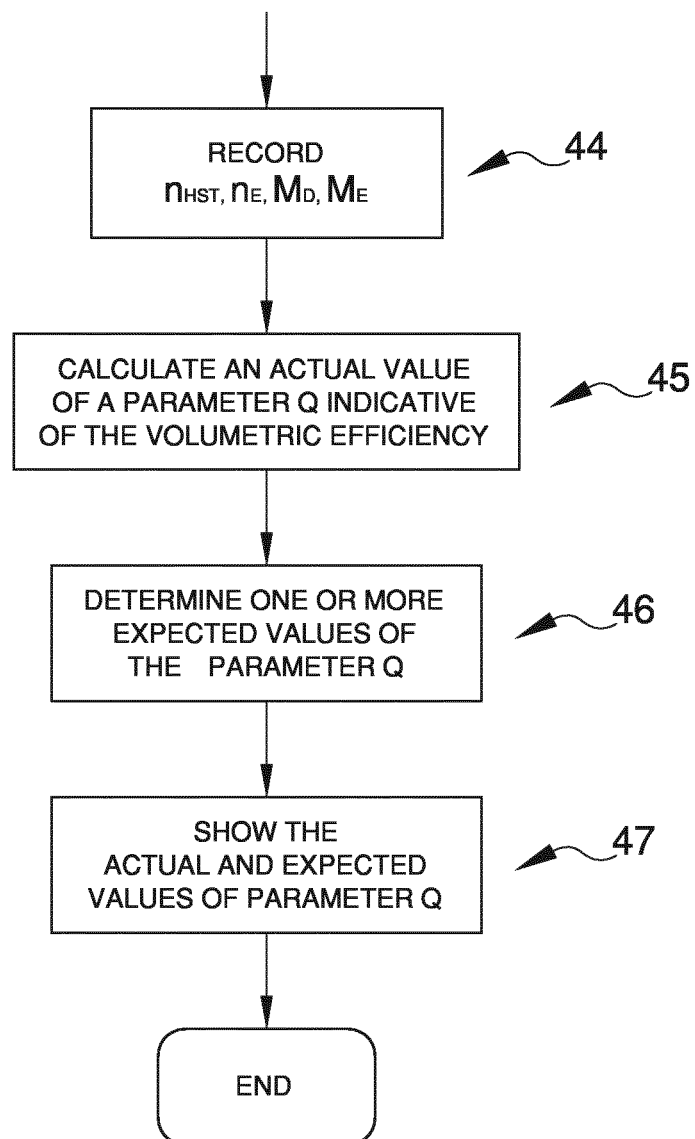 RECORD
nHST, nE, MD, ME
44
CALCULATE AN ACTUAL VALUE
OF A PARAMETER Q INDICATIVE
OF THE VOLUMETRIC EFFICIENCY
45
DETERMINE ONE OR MORE
EXPECTED VALUES OF
THE PARAMETER Q
46
SHOW THE
ACTUAL AND EXPECTED
VALUES OF PARAMETER Q
47
END